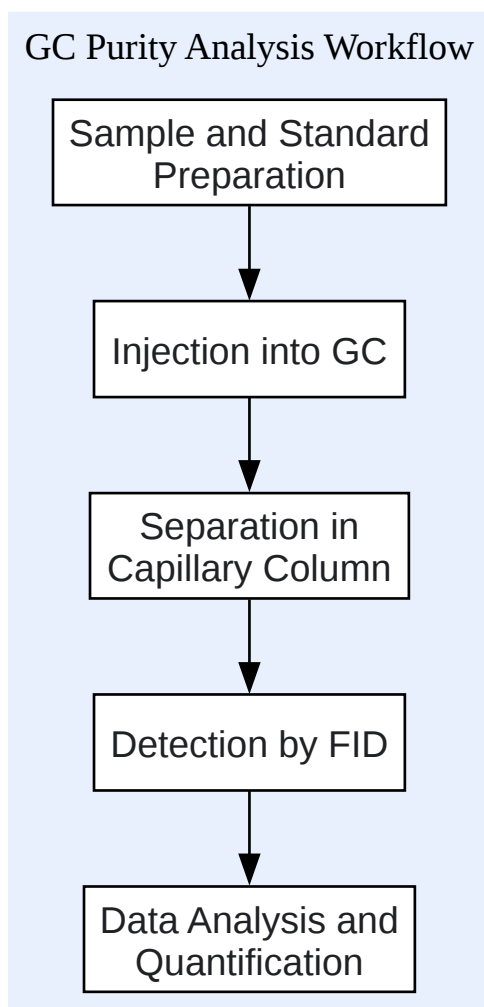 GC Purity Analysis Workflow
Sample and Standard
Preparation
Injection into GC
Separation in
Capillary Column
Detection by FID
Data Analysis and
Quantification